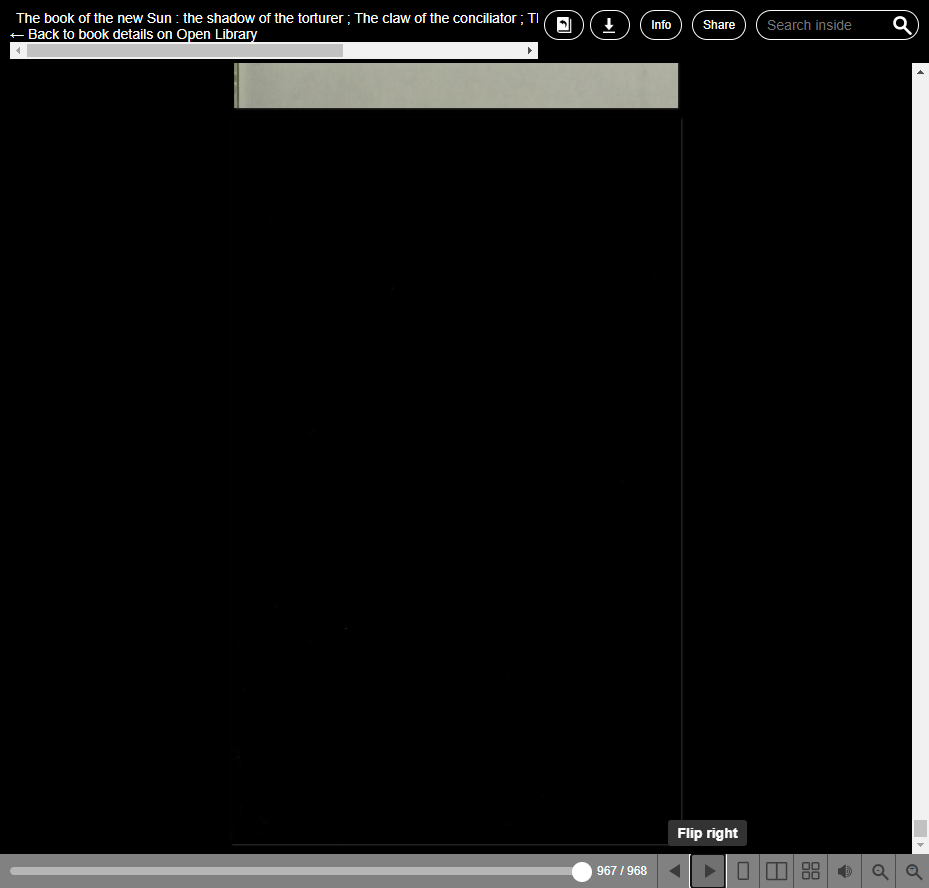 The book of the new Sun : the shadow of the torturer ; The claw of the conciliator ; Tl
← Back to book details on Open Library
Info
Share
Search inside
Flip right
967 / 968